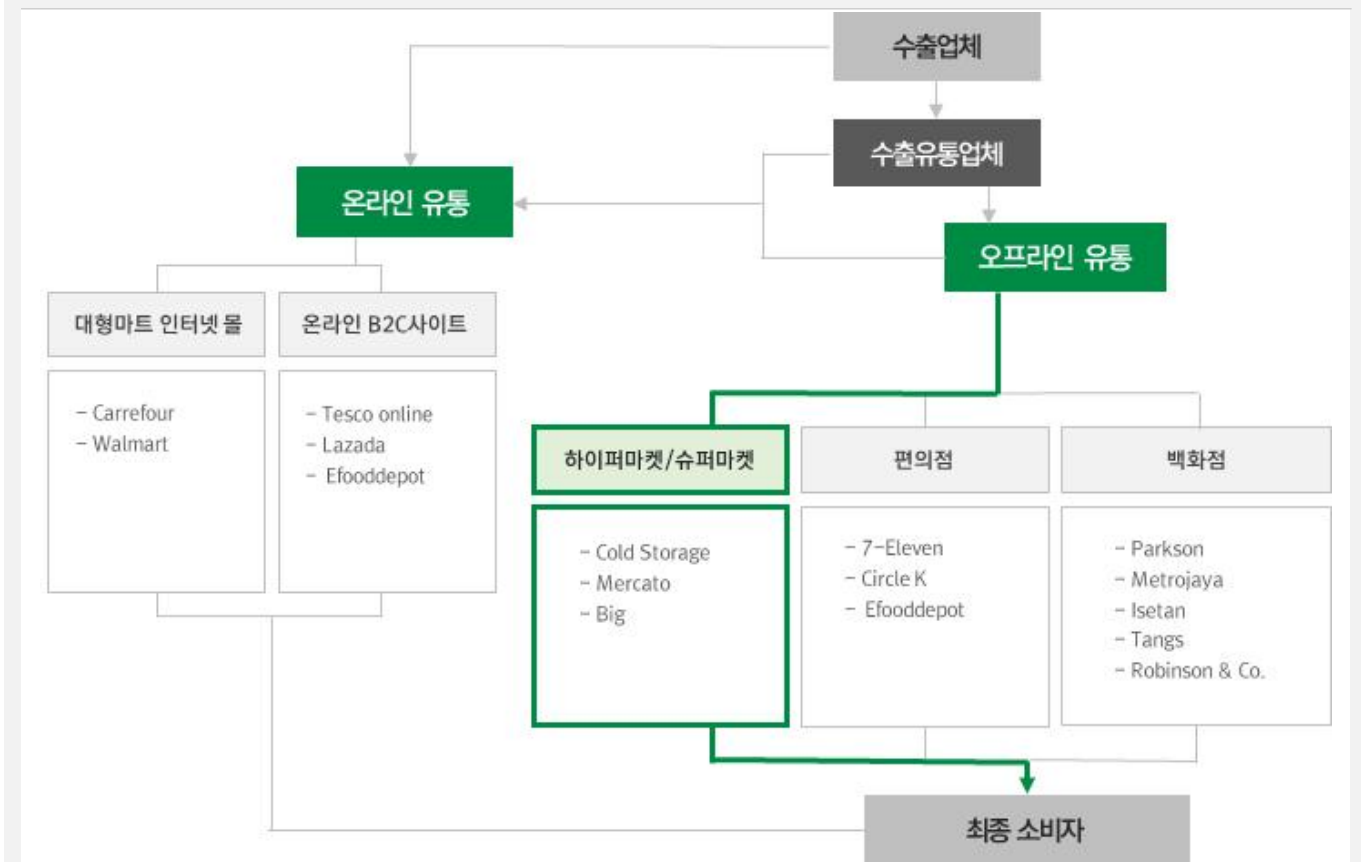 수출업체
수출유통업체
온라인 유통
오프라인 유통
대형마트 인터넷 몰
온라인 B2C사이트
- Carrefour
- Walmart
- Tesco online
- Lazada
- Efooddepot
하이퍼마켓/슈퍼마켓
편의점
백화점
- Cold Storage
- Mercato
- Big
- 7-Eleven
- Circle K
- Efooddepot
- Parkson
- Metrojaya
- Isetan
- Tangs
- Robinson & Co.
최종 소비자